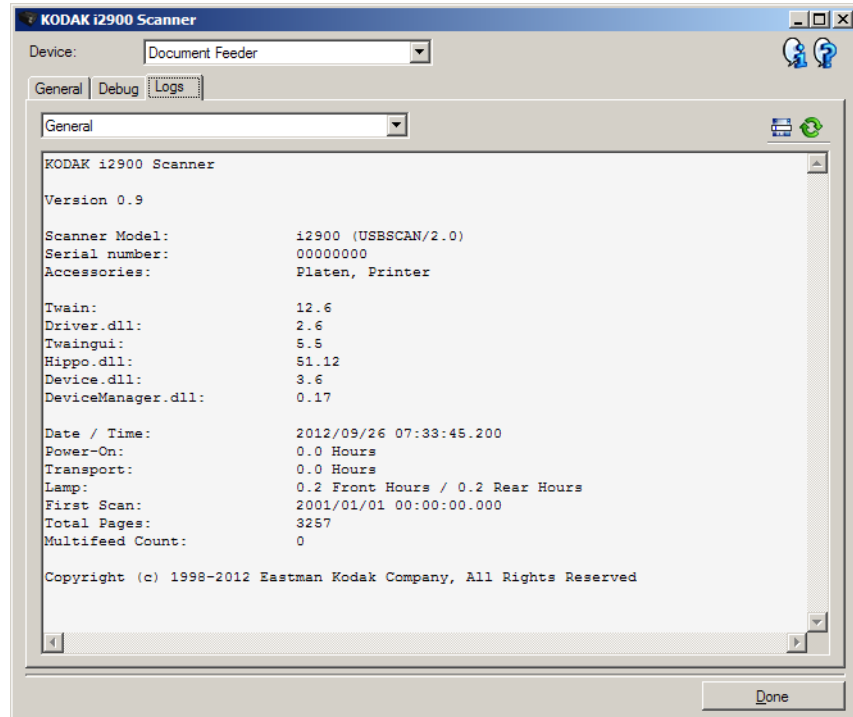 KODAK i2900 Scanner
Device: Document Feeder
General Debug Logs
General
KODAK i2900 Scanner
Version 0.9
Scanner Model: i2900 (USBSCAN/2.0)
Serial number: 00000000
Accessories: Platen, Printer
Twain: 12.6
Driver.dll: 2.6
Twaingui: 5.5
Hippo.dll: 51.12
Device.dll: 3.6
DeviceManager.dll: 0.17
Date / Time: 2012/09/26 07:33:45.200
Power-On: 0.0 Hours
Transport: 0.0 Hours
Lamp: 0.2 Front Hours / 0.2 Rear Hours
First Scan: 2001/01/01 00:00:00.000
Total Pages: 3257
Multifeed Count: 0
Copyright (c) 1998-2012 Eastman Kodak Company, All Rights Reserved
Done